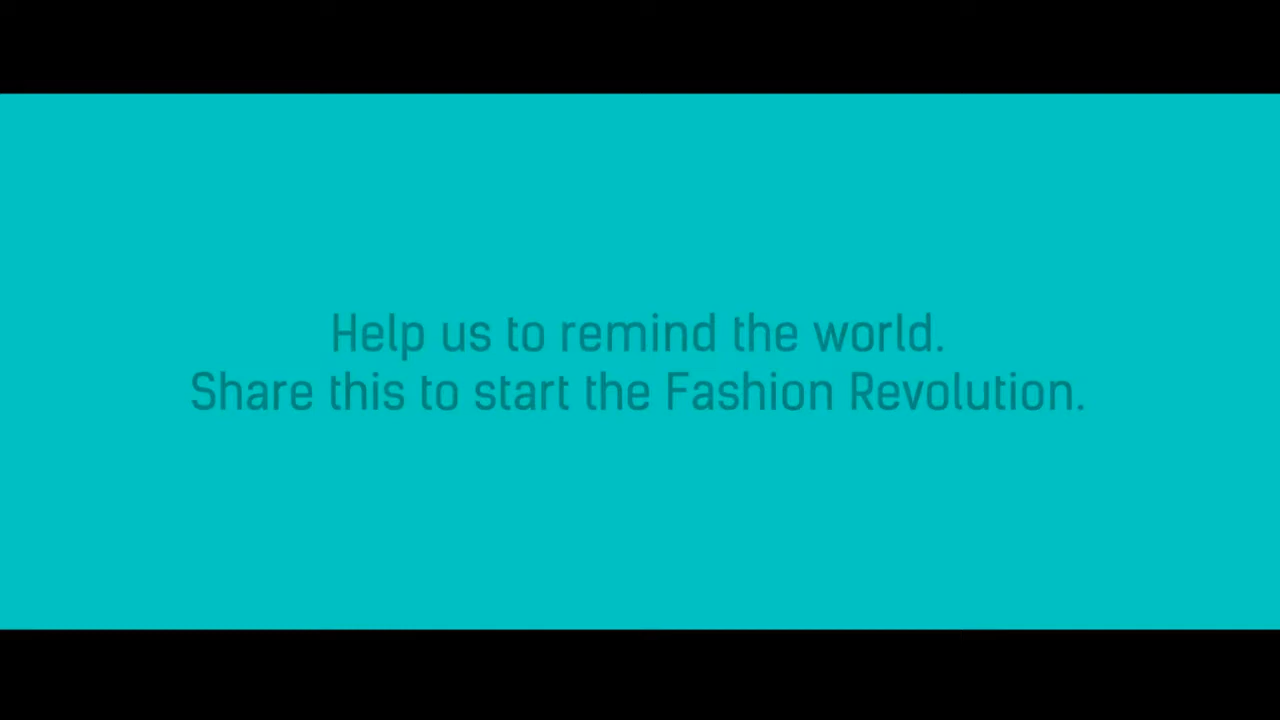 Help us to remind the world.
Share this to start the Fashion Revolution.